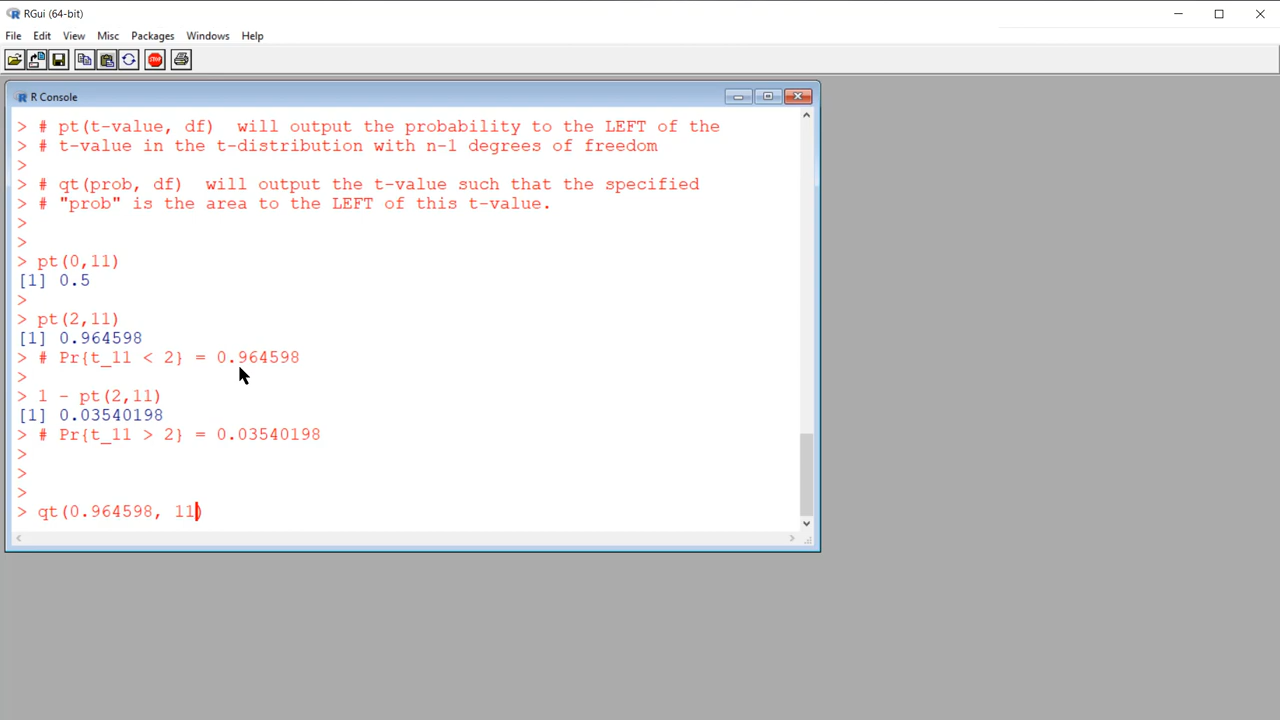 RGui (64-bit)
File Edit View Misc Packages Windows Help
STOP
R Console
> # pt(t-value, df)  will output the probability to the LEFT of the
> # t-value in the t-distribution with n-1 degrees of freedom
>
> # qt(prob, df)  will output the t-value such that the specified
> # "prob" is the area to the LEFT of this t-value.
>
>
> pt(0,11)
[1] 0.5
>
> pt(2,11)
[1] 0.964598
> # Pr{t_11 < 2} = 0.964598
>
> 1 - pt(2,11)
[1] 0.03540198
> # Pr{t_11 > 2} = 0.03540198
>
>
>
> qt(0.964598, 11)